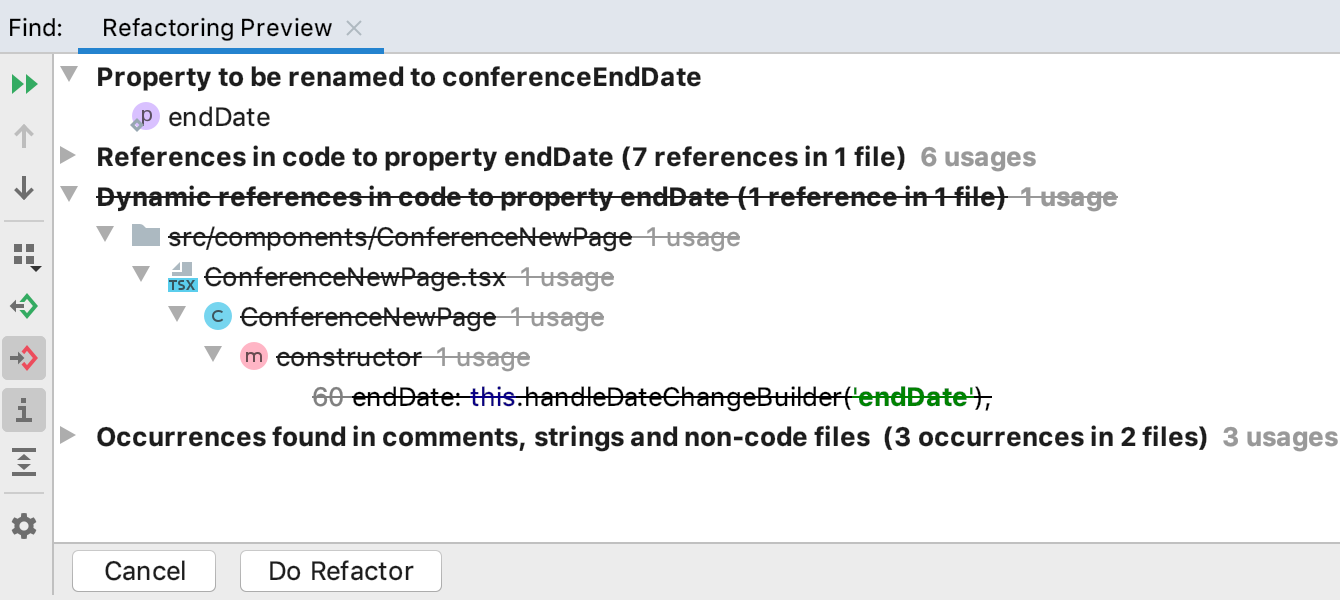 Find: Refactoring Preview
Property to be renamed to conferenceEndDate
p endDate
References in code to property endDate (7 references in 1 file) 6 usages
Dynamic references in code to property endDate (1 reference in 1 file) 1 usage
src/components/ConferenceNewPage 1 usage
TSX ConferenceNewPage.tsx 1 usage
C ConferenceNewPage 1 usage
m constructor 1 usage
60 endDate: this.handleDateChangeBuilder('endDate'),
Occurrences found in comments, strings and non-code files (3 occurrences in 2 files) 3 usages
Cancel Do Refactor